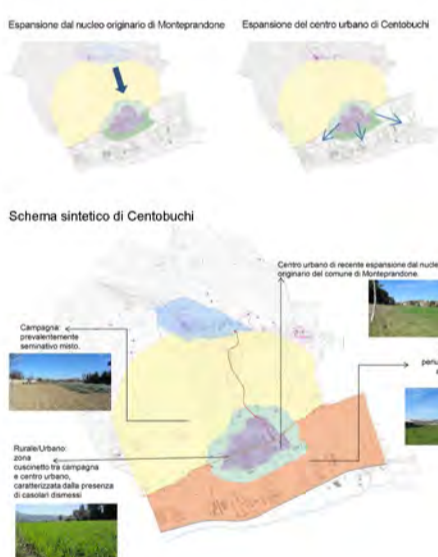 Espansione dal nucleo originario di Monteprandone
Espansione del centro urbano di Centobuchi
Schema sintetico di Centobuchi
Centro urbano di recente espansione dal nucle
originario del comune di Monteprandone.
Campagna:
prevalentemente
seminativo misto.
periu
Rurale/Urbano:
zona
cuscinetto tra campagna
e centro urbano,
caratterizzata dalla presenza
di casolari dismessi